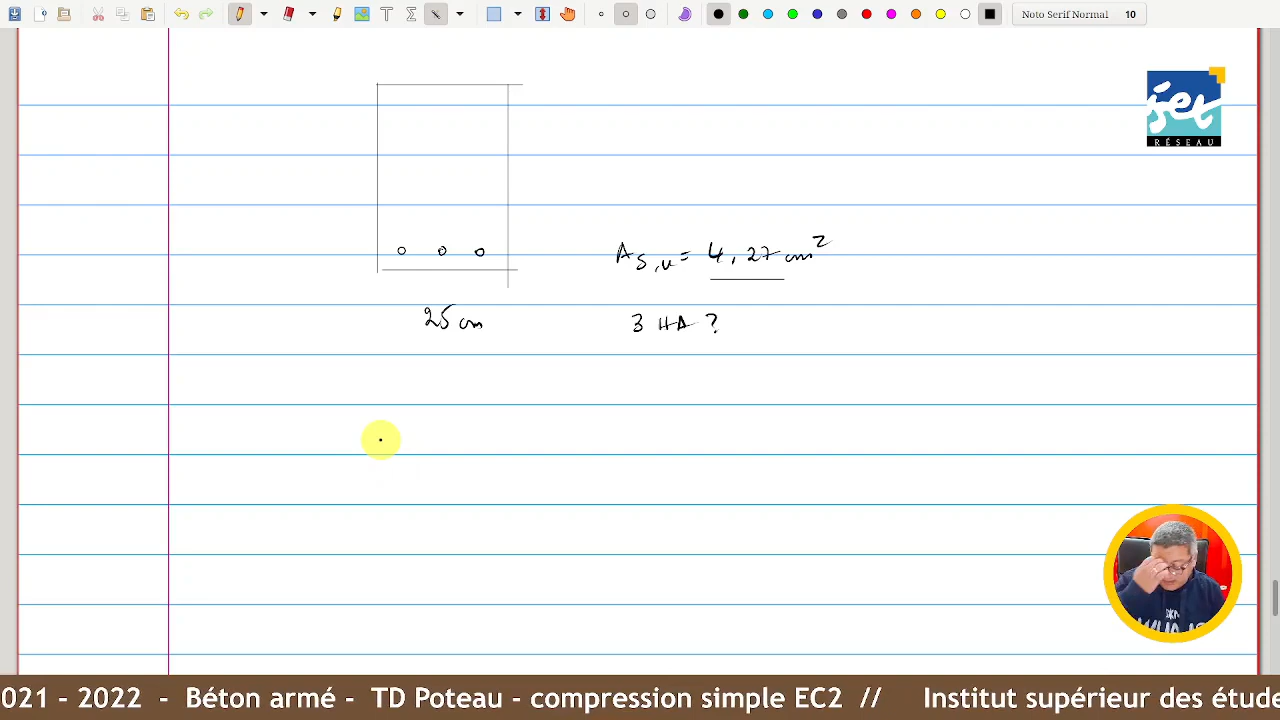 Noto Serif Normal 10
iset
RÉSEAU
As,u = 4,27 cm²
25 cm
3 HA ?
021 - 2022 - Béton armé - TD Poteau - compression simple EC2 // Institut supérieur des étude